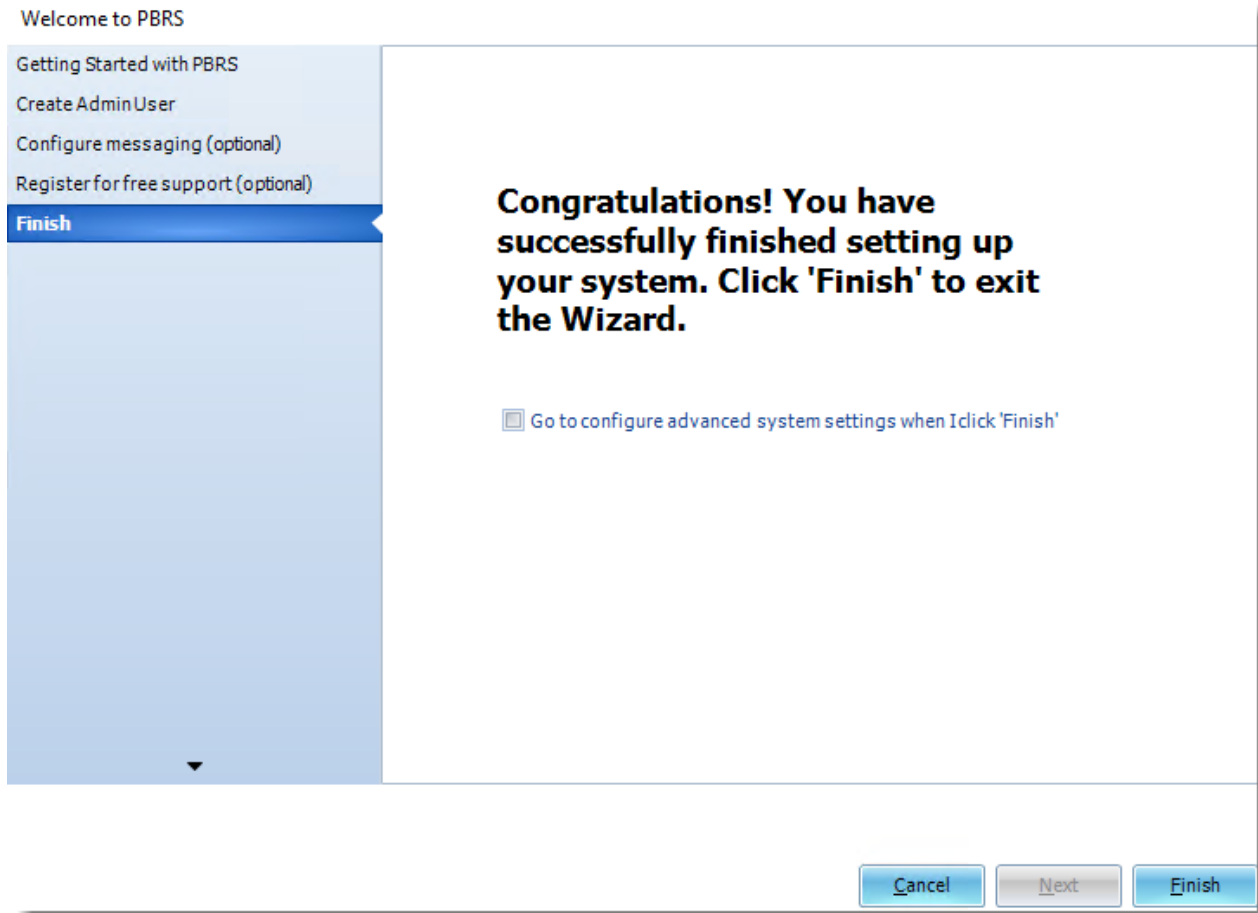 Welcome to PBRS
Getting Started with PBRS
Create Admin User
Configure messaging (optional)
Register for free support (optional)
Finish
Congratulations! You have
successfully finished setting up
your system. Click 'Finish' to exit
the Wizard.
Go to configure advanced system settings when I click 'Finish'
Cancel
Next
Finish